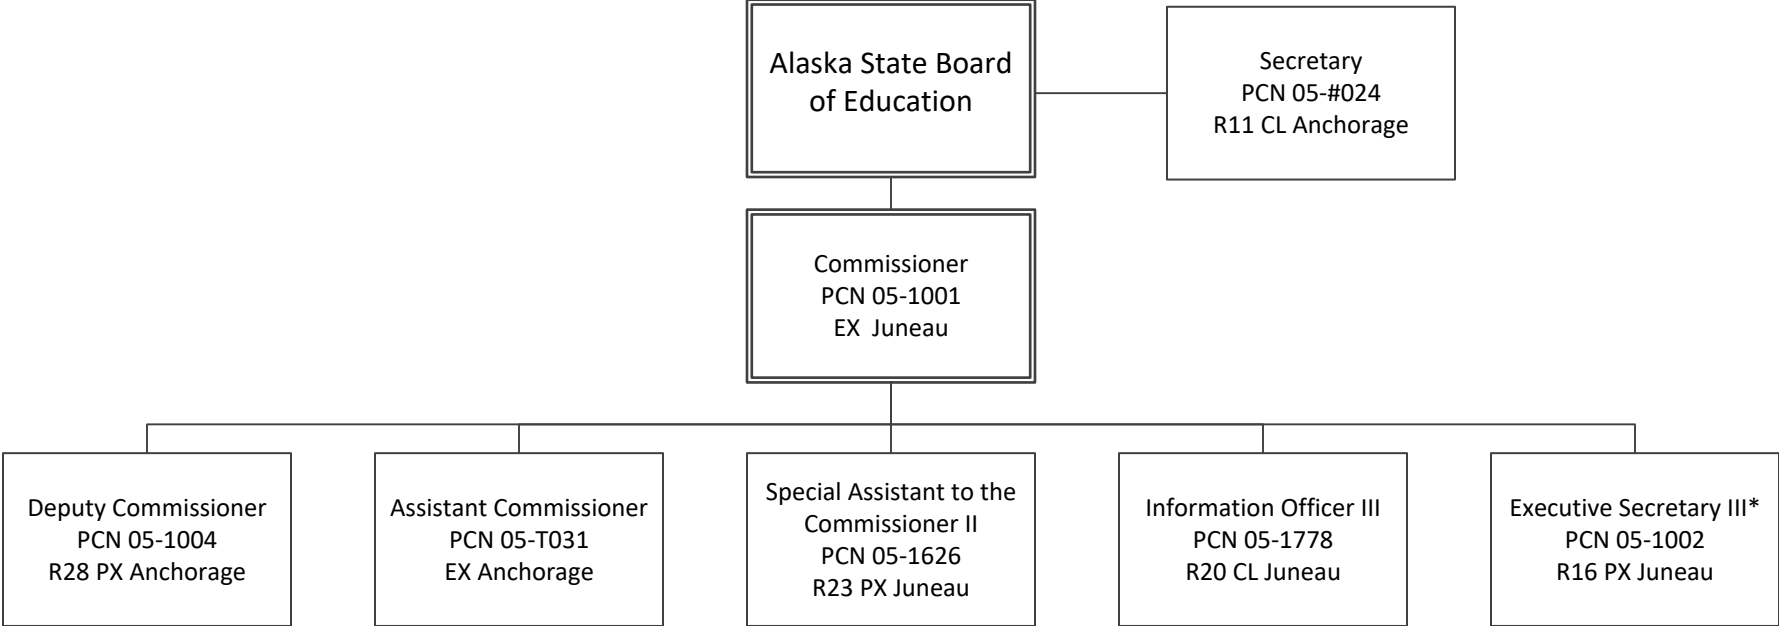 Alaska State Board
of Education
Secretary
PCN 05-#024
R11 CL Anchorage
Commissioner
PCN 05-1001
EX  Juneau
Deputy Commissioner
PCN 05-1004
R28 PX Anchorage
Assistant Commissioner
PCN 05-T031
EX Anchorage
Special Assistant to the
Commissioner II
PCN 05-1626
R23 PX Juneau
Information Officer III
PCN 05-1778
R20 CL Juneau
Executive Secretary III*
PCN 05-1002
R16 PX Juneau